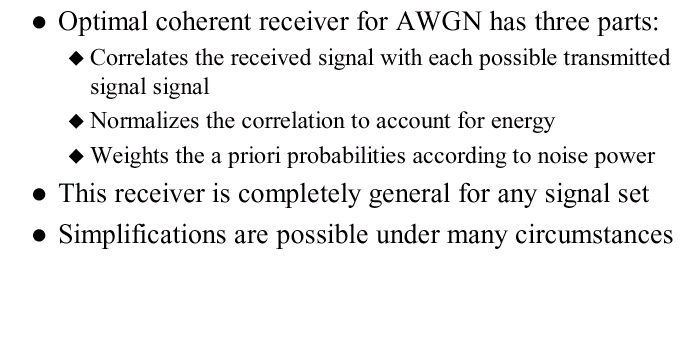 ● Optimal coherent receiver for AWGN has three parts:
◆ Correlates the received signal with each possible transmitted
signal signal
◆ Normalizes the correlation to account for energy
◆ Weights the a priori probabilities according to noise power
● This receiver is completely general for any signal set
● Simplifications are possible under many circumstances